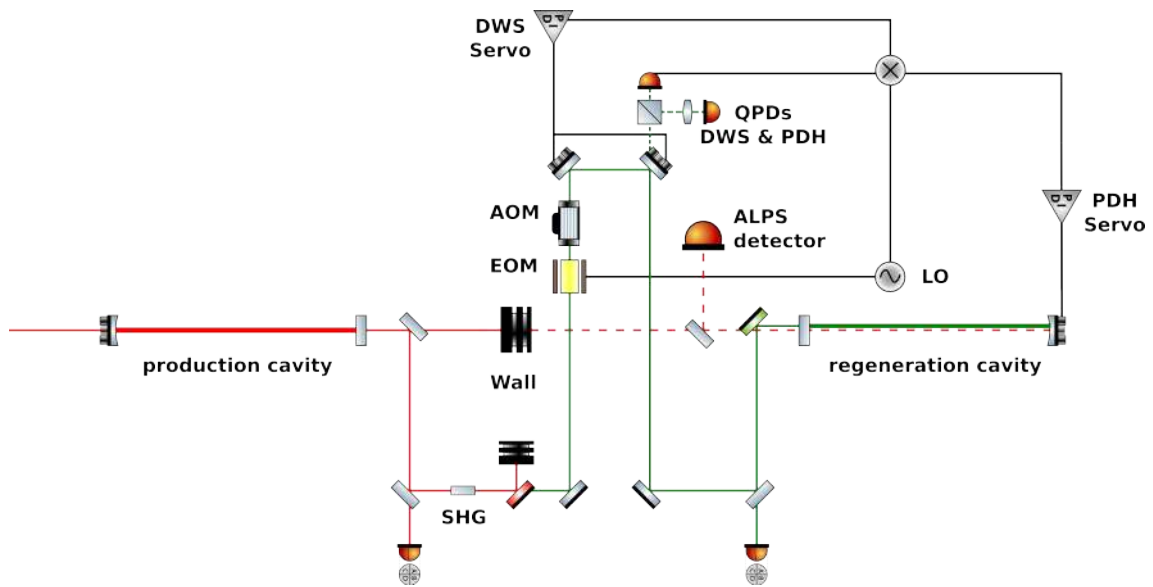 DWS
Servo
P I
D
QPDs
DWS & PDH
AOM
ALPS
detector
P I
D
PDH
Servo
EOM
LO
production cavity
Wall
regeneration cavity
SHG
A B
C D
A B
C D